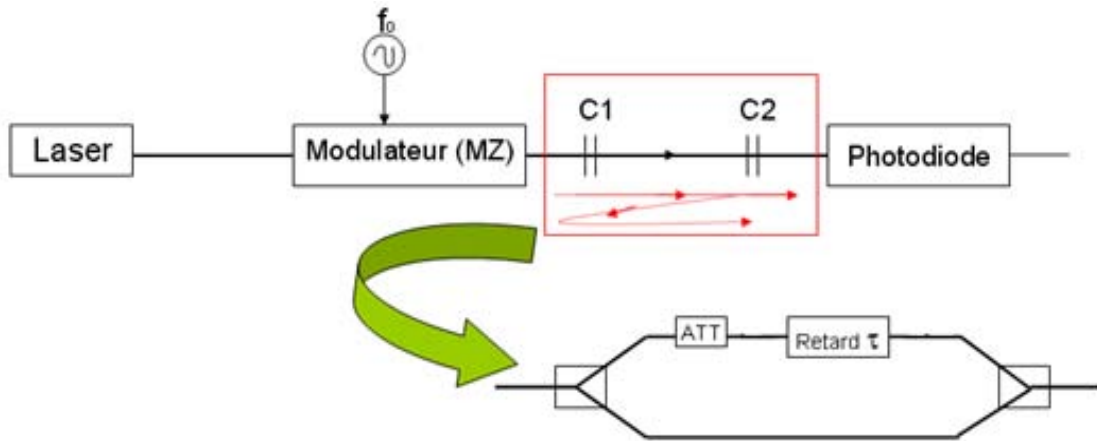 f₀
C1 C2
Laser Modulateur (MZ) Photodiode
ATT
Retard τ